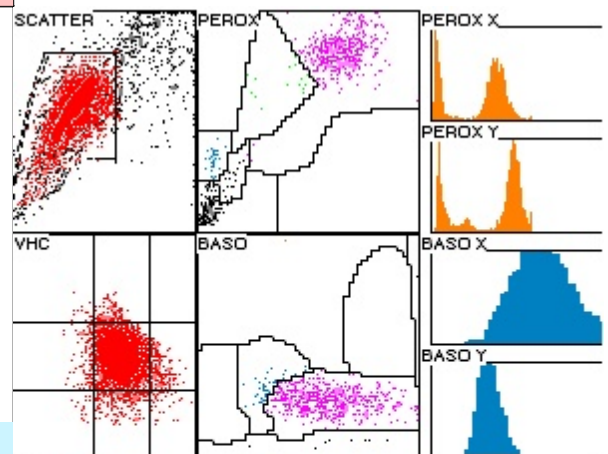 SCATTER
PEROX
PEROX X
PEROX Y
VHC
BASO
BASO X
BASO Y